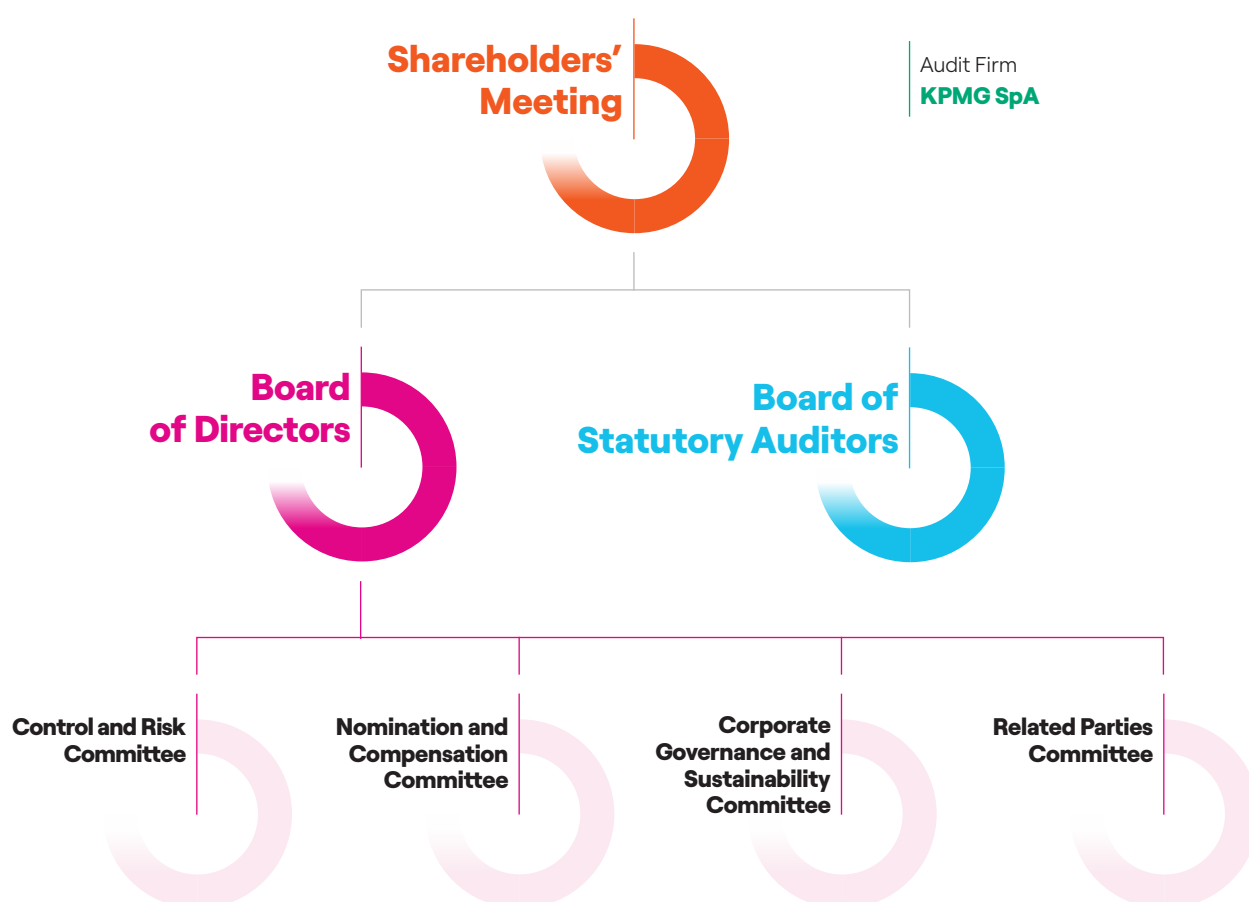 Shareholders’
Meeting
Audit Firm
KPMG SpA
Board
of Directors
Board of
Statutory Auditors
Control and Risk
Committee
Nomination and
Compensation
Committee
Corporate
Governance and
Sustainability
Committee
Related Parties
Committee